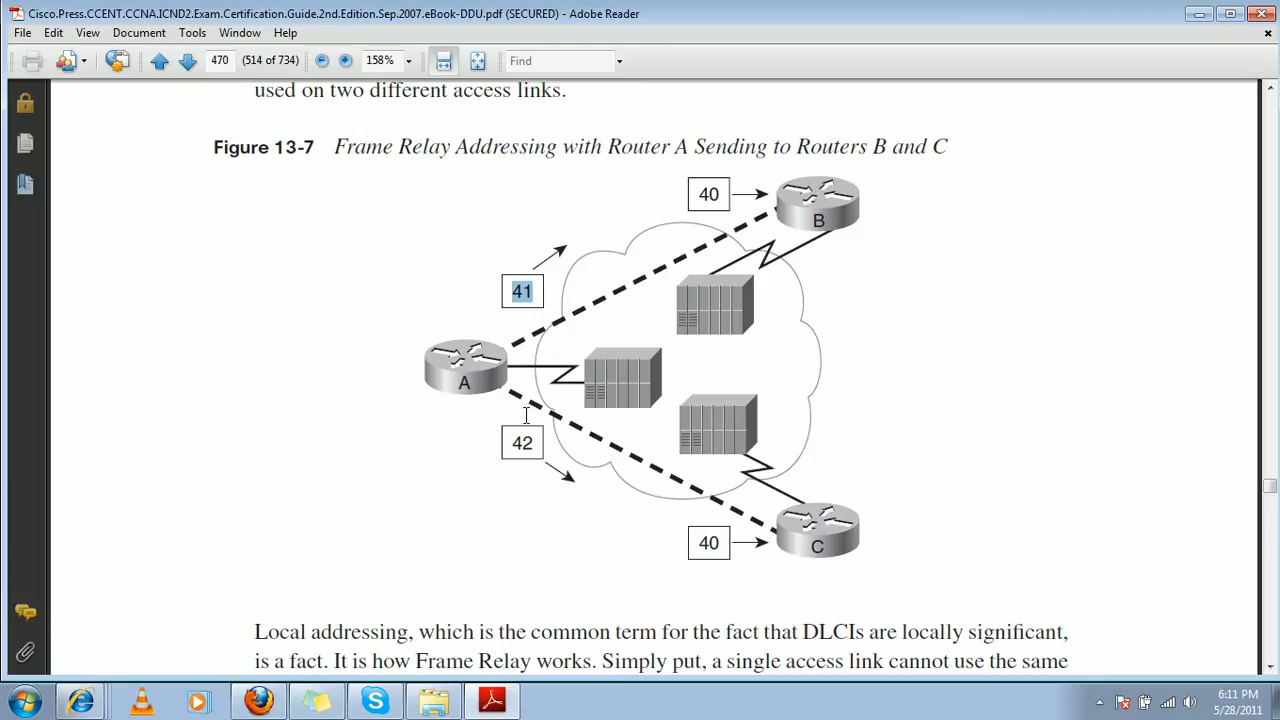 Cisco.Press.CCENT.CCNA.ICND2.Exam.Certification.Guide.2nd.Edition.Sep.2007.eBook-DDU.pdf (SECURED) - Adobe Reader
File Edit View Document Tools Window Help
470 (514 of 734) 158% Find
used on two different access links.
Figure 13-7 Frame Relay Addressing with Router A Sending to Routers B and C
40
B
41
A
42
40
C
Local addressing, which is the common term for the fact that DLCIs are locally significant,
is a fact. It is how Frame Relay works. Simply put, a single access link cannot use the same
6:11 PM
5/28/2011